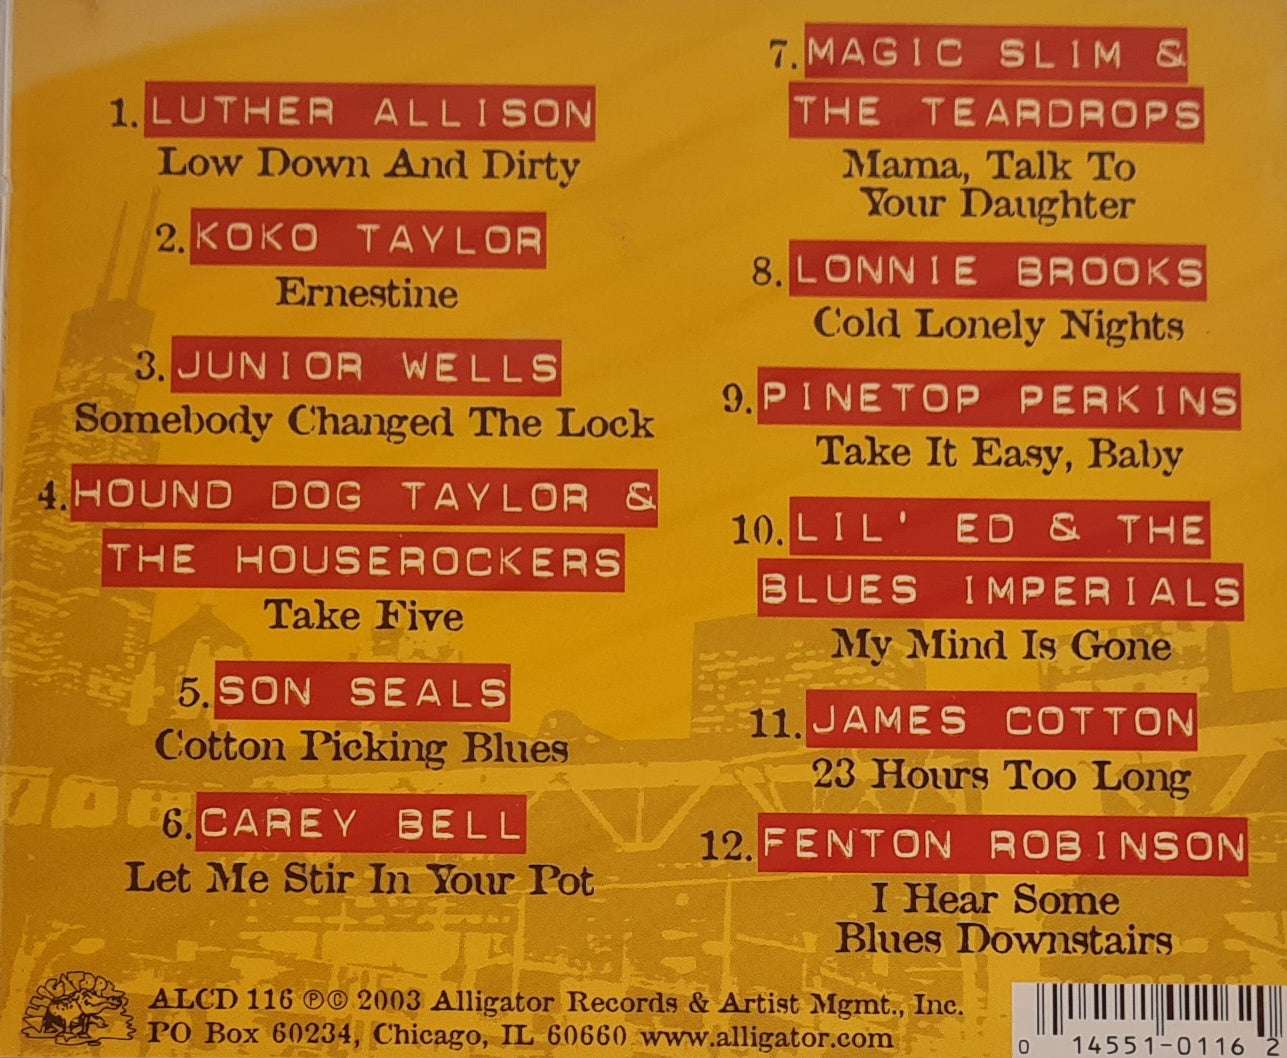 1. LUTHER ALLISON
Low Down And Dirty
2. KOKO TAYLOR
Ernestine
3. JUNIOR WELLS
Somebody Changed The Lock
4. HOUND DOG TAYLOR &
THE HOUSEROCKERS
Take Five
5. SON SEALS
Cotton Picking Blues
6. CAREY BELL
Let Me Stir In Your Pot
7. MAGIC SLIM &
THE TEARDROPS
Mama, Talk To
Your Daughter
8. LONNIE BROOKS
Cold Lonely Nights
9. PINETOP PERKINS
Take It Easy, Baby
10. LIL' ED & THE
BLUES IMPERIALS
My Mind Is Gone
11. JAMES COTTON
23 Hours Too Long
12. FENTON ROBINSON
I Hear Some
Blues Downstairs
ALLIGATOR
ALCD 116 ℗© 2003 Alligator Records & Artist Mgmt., Inc.
PO Box 60234, Chicago, IL 60660 www.alligator.com
0 14551-0116 2